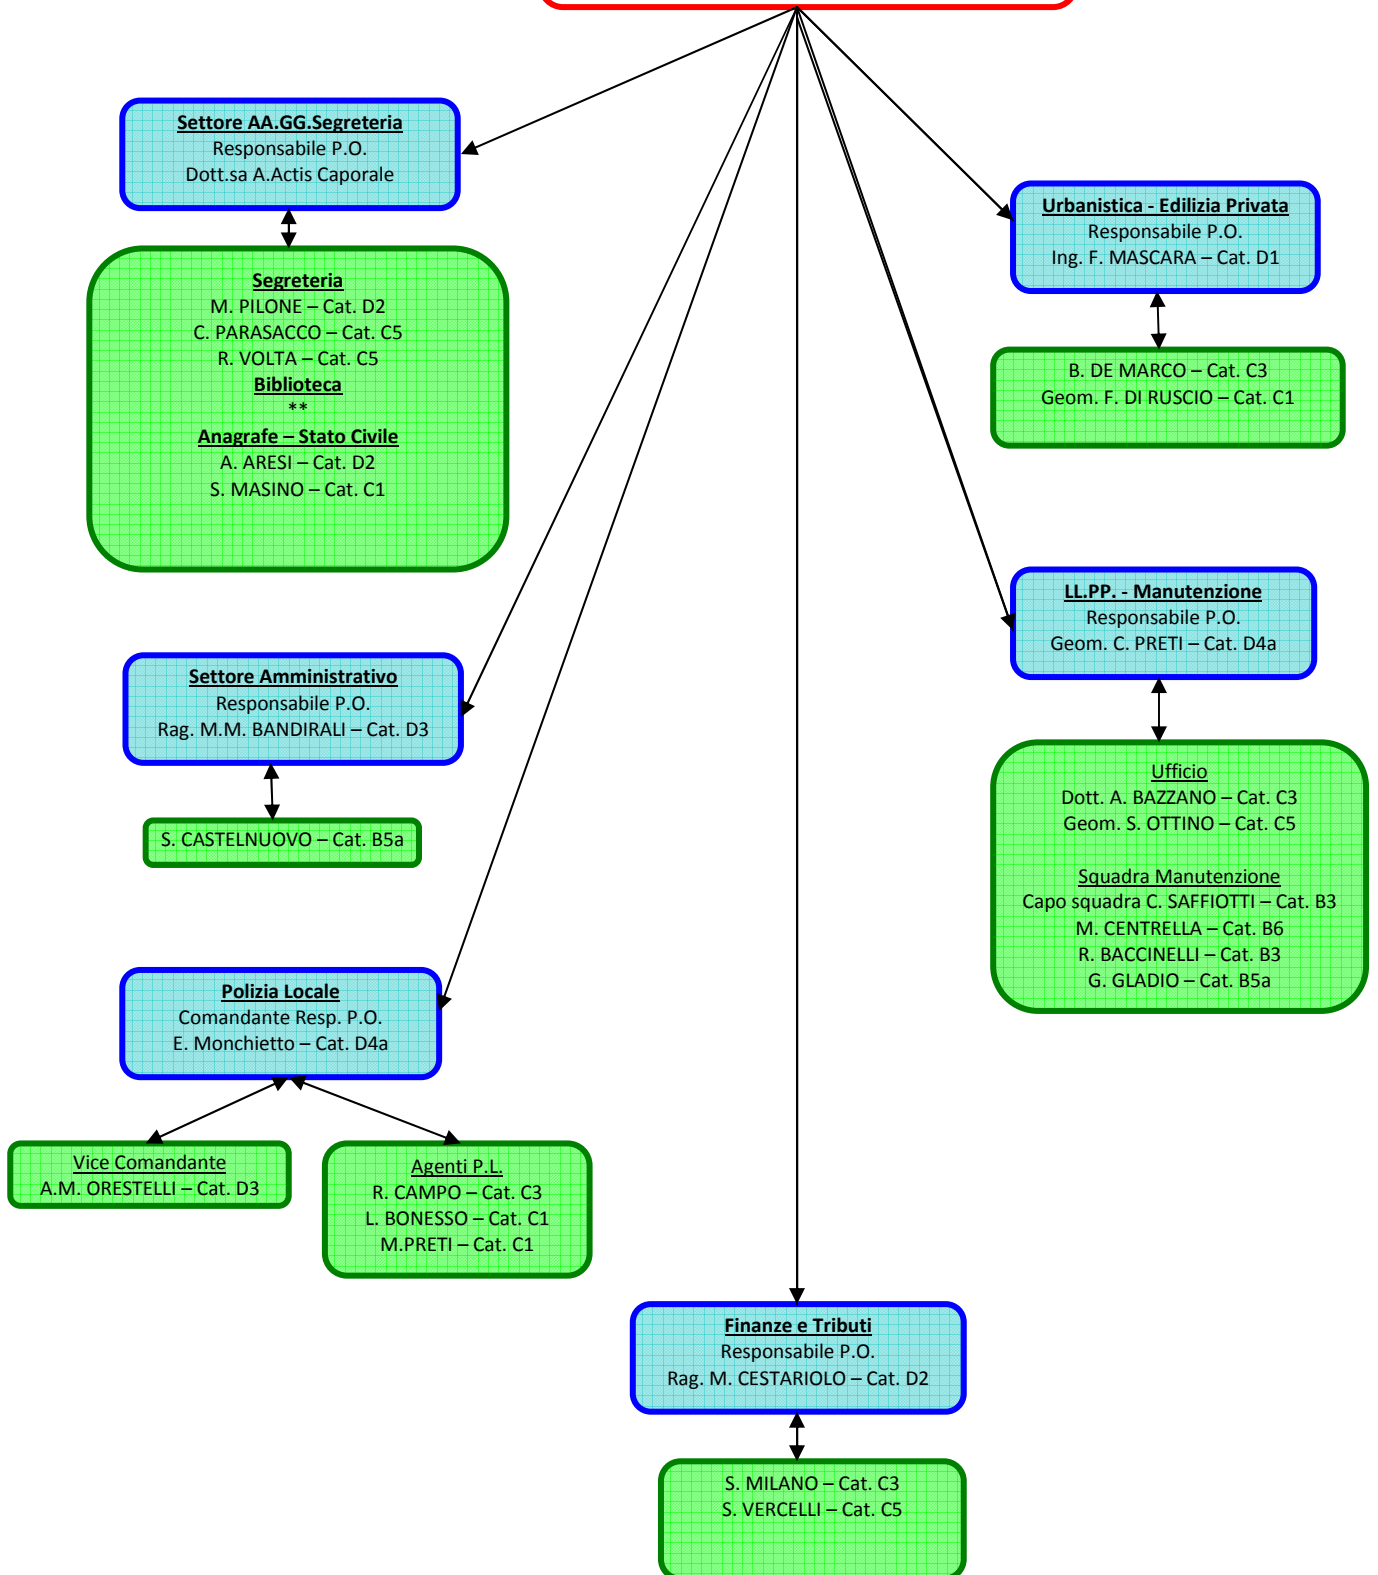 Settore AA.GG.Segreteria
Responsabile P.O.
Dott.sa A.Actis Caporale
Segreteria
M. PILONE – Cat. D2
C. PARASACCO – Cat. C5
R. VOLTA – Cat. C5
Biblioteca
**
Anagrafe – Stato Civile
A. ARESI – Cat. D2
S. MASINO – Cat. C1
Urbanistica - Edilizia Privata
Responsabile P.O.
Ing. F. MASCARA – Cat. D1
B. DE MARCO – Cat. C3
Geom. F. DI RUSCIO – Cat. C1
Settore Amministrativo
Responsabile P.O.
Rag. M.M. BANDIRALI – Cat. D3
S. CASTELNUOVO – Cat. B5a
LL.PP. - Manutenzione
Responsabile P.O.
Geom. C. PRETI – Cat. D4a
Ufficio
Dott. A. BAZZANO – Cat. C3
Geom. S. OTTINO – Cat. C5
Squadra Manutenzione
Capo squadra C. SAFFIOTTI – Cat. B3
M. CENTRELLA – Cat. B6
R. BACCINELLI – Cat. B3
G. GLADIO – Cat. B5a
Polizia Locale
Comandante Resp. P.O.
E. Monchietto – Cat. D4a
Vice Comandante
A.M. ORESTELLI – Cat. D3
Agenti P.L.
R. CAMPO – Cat. C3
L. BONESSO – Cat. C1
M.PRETI – Cat. C1
Finanze e Tributi
Responsabile P.O.
Rag. M. CESTARIOLO – Cat. D2
S. MILANO – Cat. C3
S. VERCELLI – Cat. C5